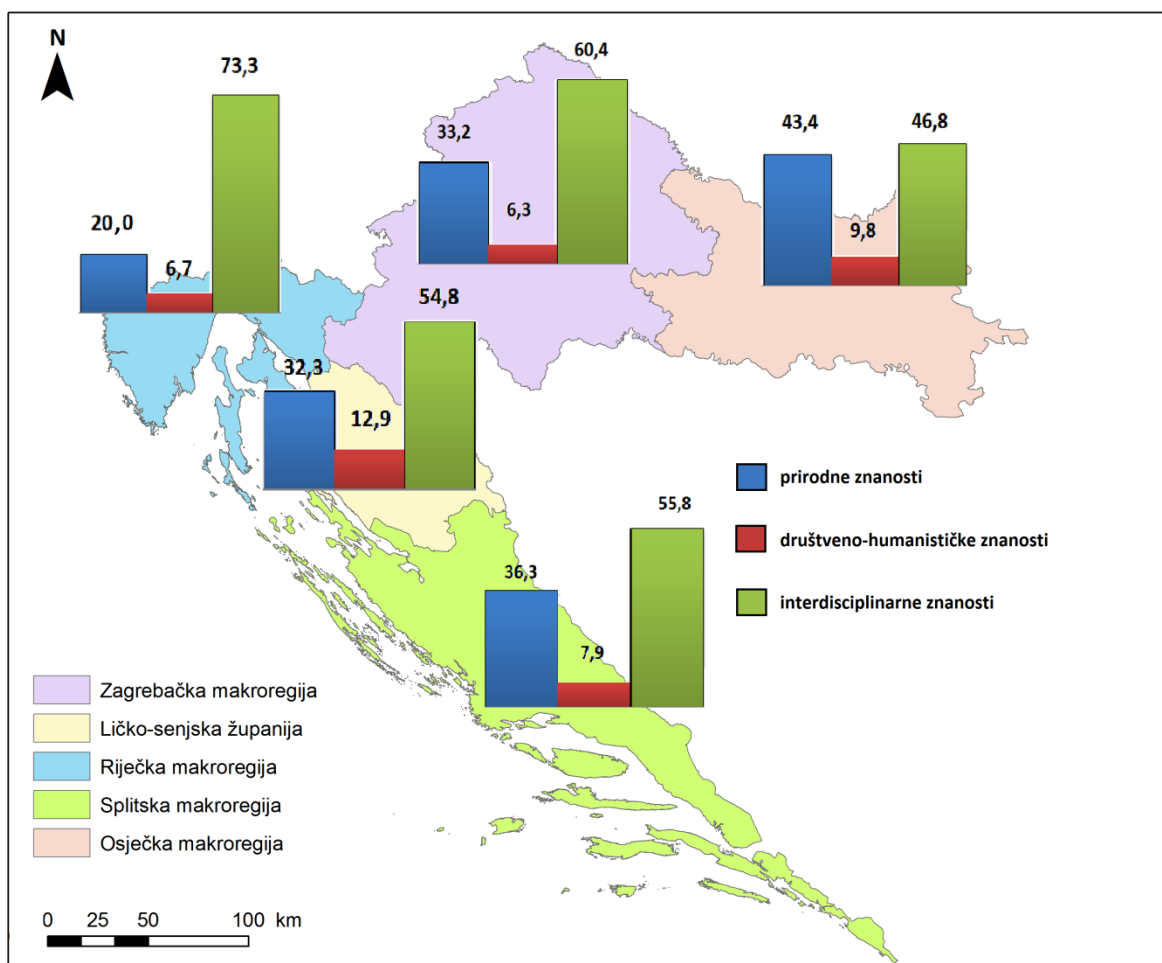 N
73,3
20,0
6,7
60,4
33,2
6,3
43,4
46,8
9,8
54,8
32,3
12,9
55,8
36,3
7,9
prirodne znanosti
društveno-humanističke znanosti
interdisciplinarne znanosti
Zagrebačka makroregija
Ličko-senjska županija
Riječka makroregija
Splitska makroregija
Osječka makroregija
0 25 50 100 km